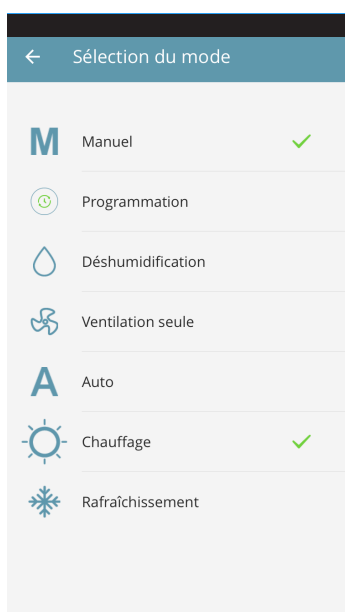 Sélection du mode
M Manuel
Programmation
Déshumidification
Ventilation seule
A Auto
Chauffage
Rafraîchissement